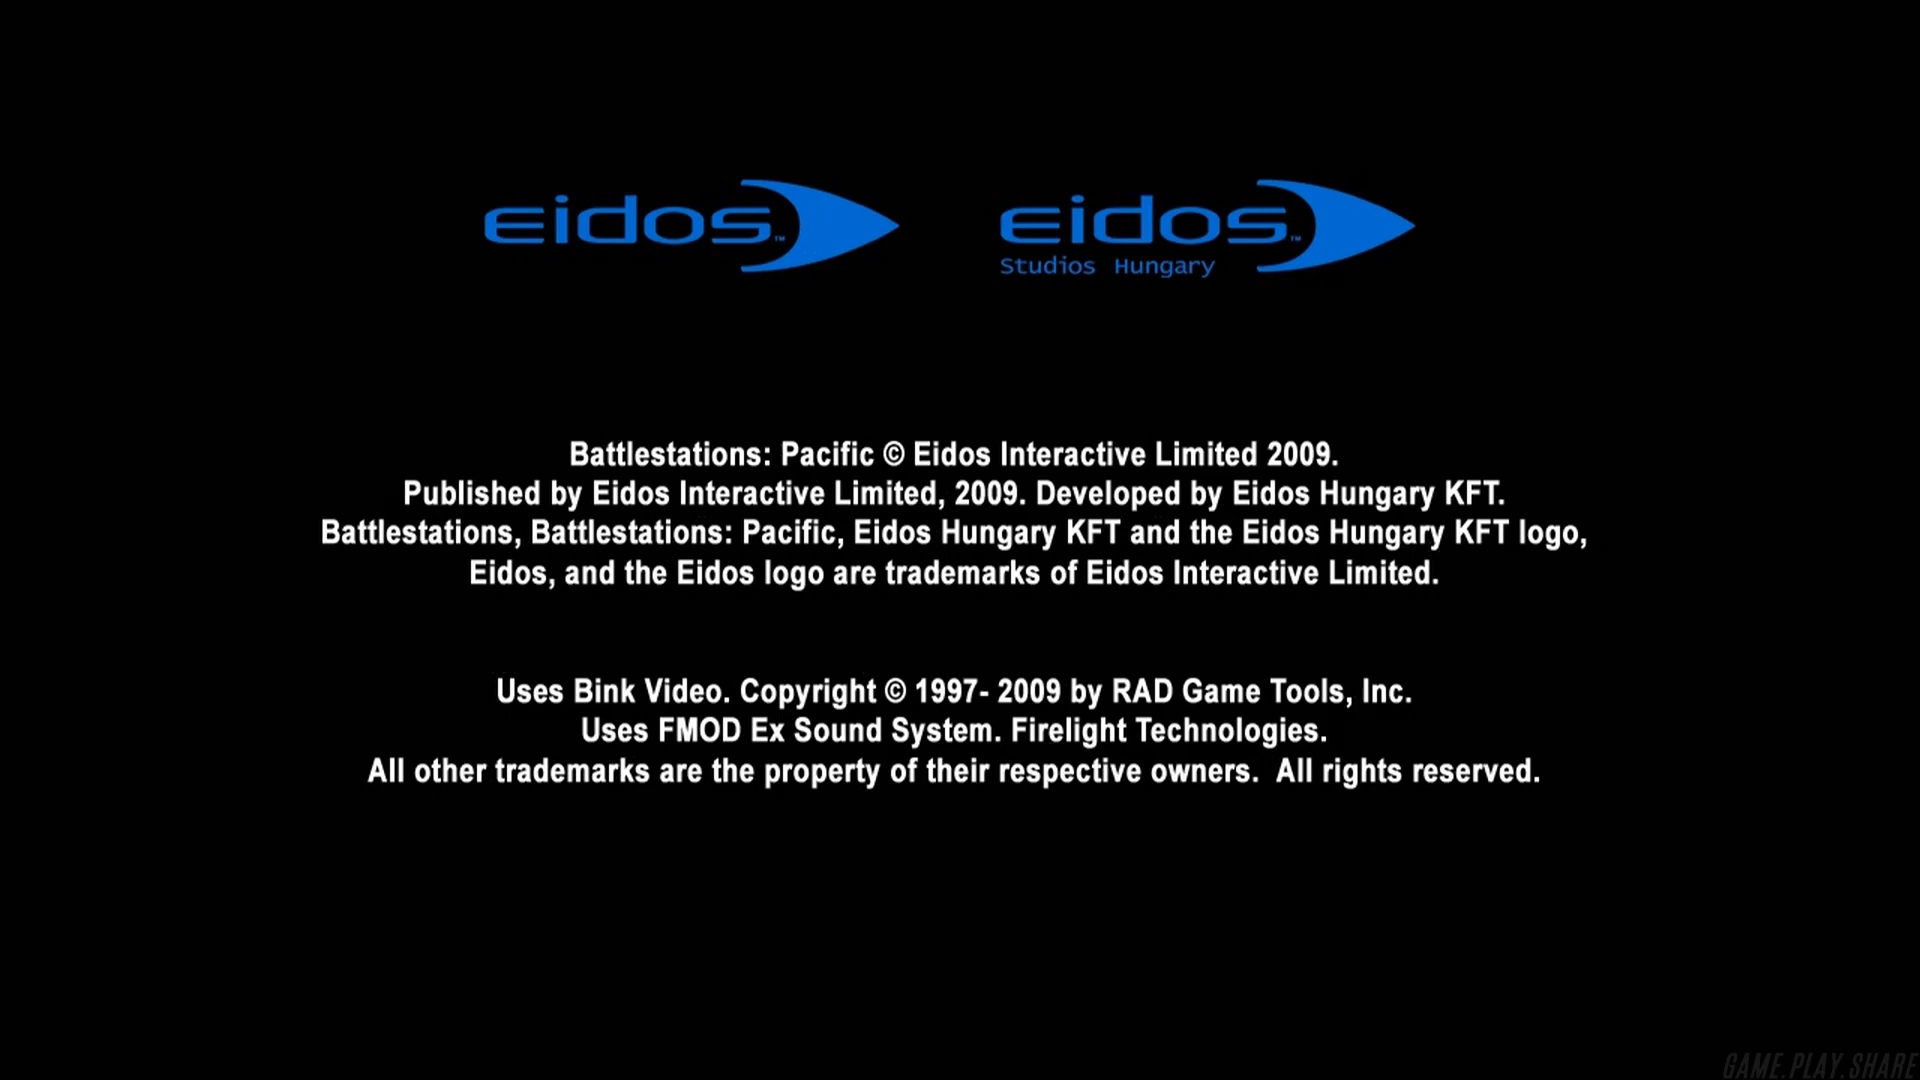 eidos™ eidos™
Studios Hungary
Battlestations: Pacific © Eidos Interactive Limited 2009.
Published by Eidos Interactive Limited, 2009. Developed by Eidos Hungary KFT.
Battlestations, Battlestations: Pacific, Eidos Hungary KFT and the Eidos Hungary KFT logo,
Eidos, and the Eidos logo are trademarks of Eidos Interactive Limited.
Uses Bink Video. Copyright © 1997- 2009 by RAD Game Tools, Inc.
Uses FMOD Ex Sound System. Firelight Technologies.
All other trademarks are the property of their respective owners.  All rights reserved.
GAME.PLAY.SHARE